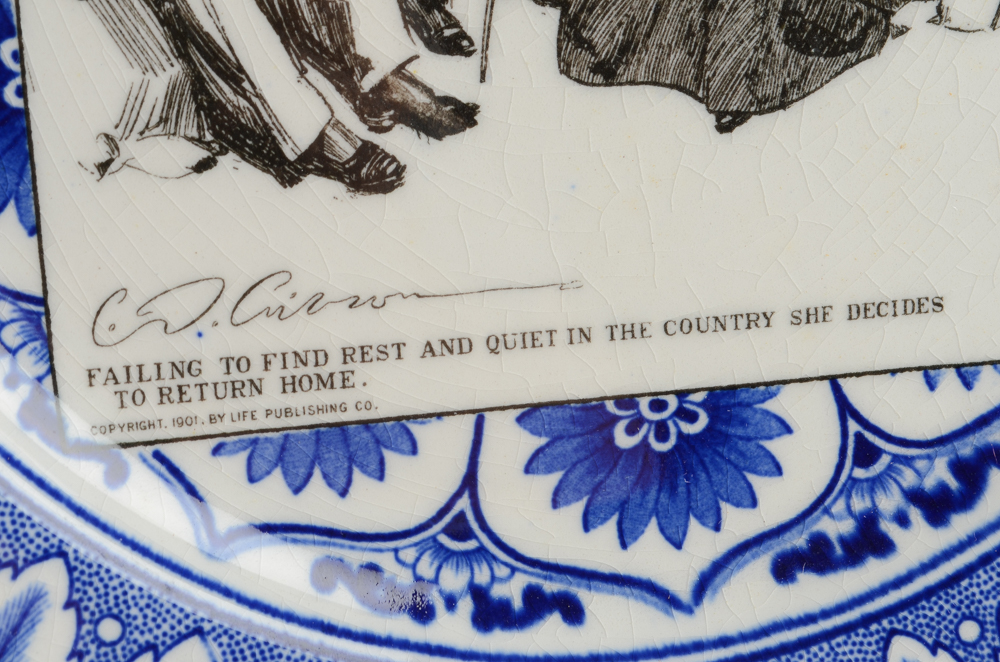 C. D. Gibson
FAILING TO FIND REST AND QUIET IN THE COUNTRY SHE DECIDES
TO RETURN HOME.
COPYRIGHT. 1901. BY LIFE PUBLISHING CO.